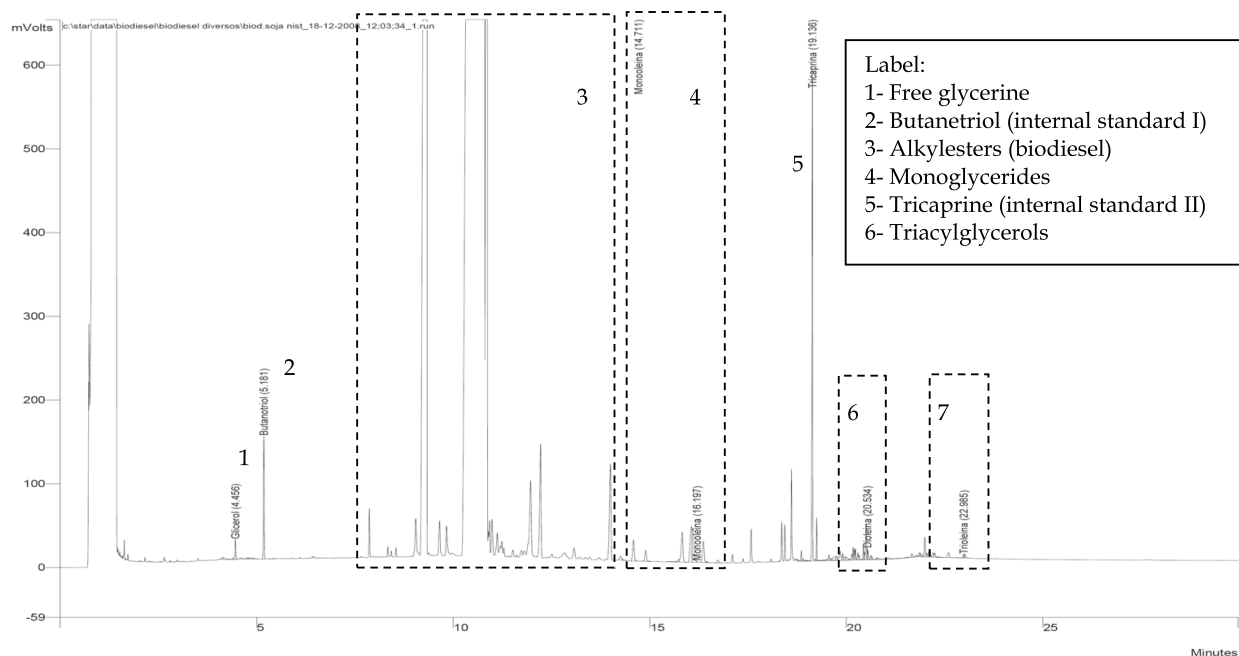 mVolts
c:\star\data\biodiesel\biodiesel diversos\biod.soja nist_18-12-2008_12;03;34_1.run
600
500
400
300
200
100
0
-59
5
10
15
20
25
Minutes
1
Glicerol (4.456)
2
Butanotriol (5.181)
3
Monooleina (14.711)
4
Monooleina (16.197)
5
Tricaprina (19.136)
6
Dioleina (20.534)
7
Trioleina (22.985)
Label:
1- Free glycerine
2- Butanetriol (internal standard I)
3- Alkylesters (biodiesel)
4- Monoglycerides
5- Tricaprine (internal standard II)
6- Triacylglycerols